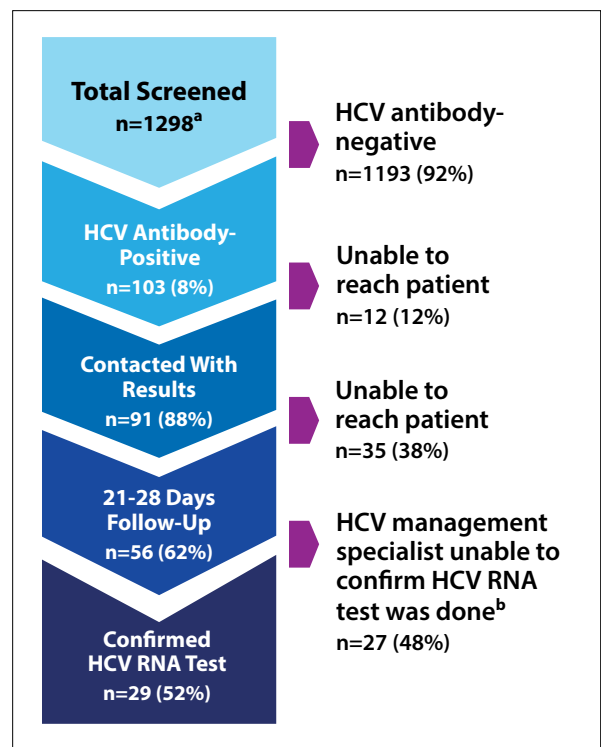 Total Screened
n=1298ᵃ
HCV antibody-
negative
n=1193 (92%)
HCV Antibody-
Positive
n=103 (8%)
Unable to
reach patient
n=12 (12%)
Contacted With
Results
n=91 (88%)
Unable to
reach patient
n=35 (38%)
21-28 Days
Follow-Up
n=56 (62%)
HCV management
specialist unable to
confirm HCV RNA
test was doneᵇ
n=27 (48%)
Confirmed
HCV RNA Test
n=29 (52%)